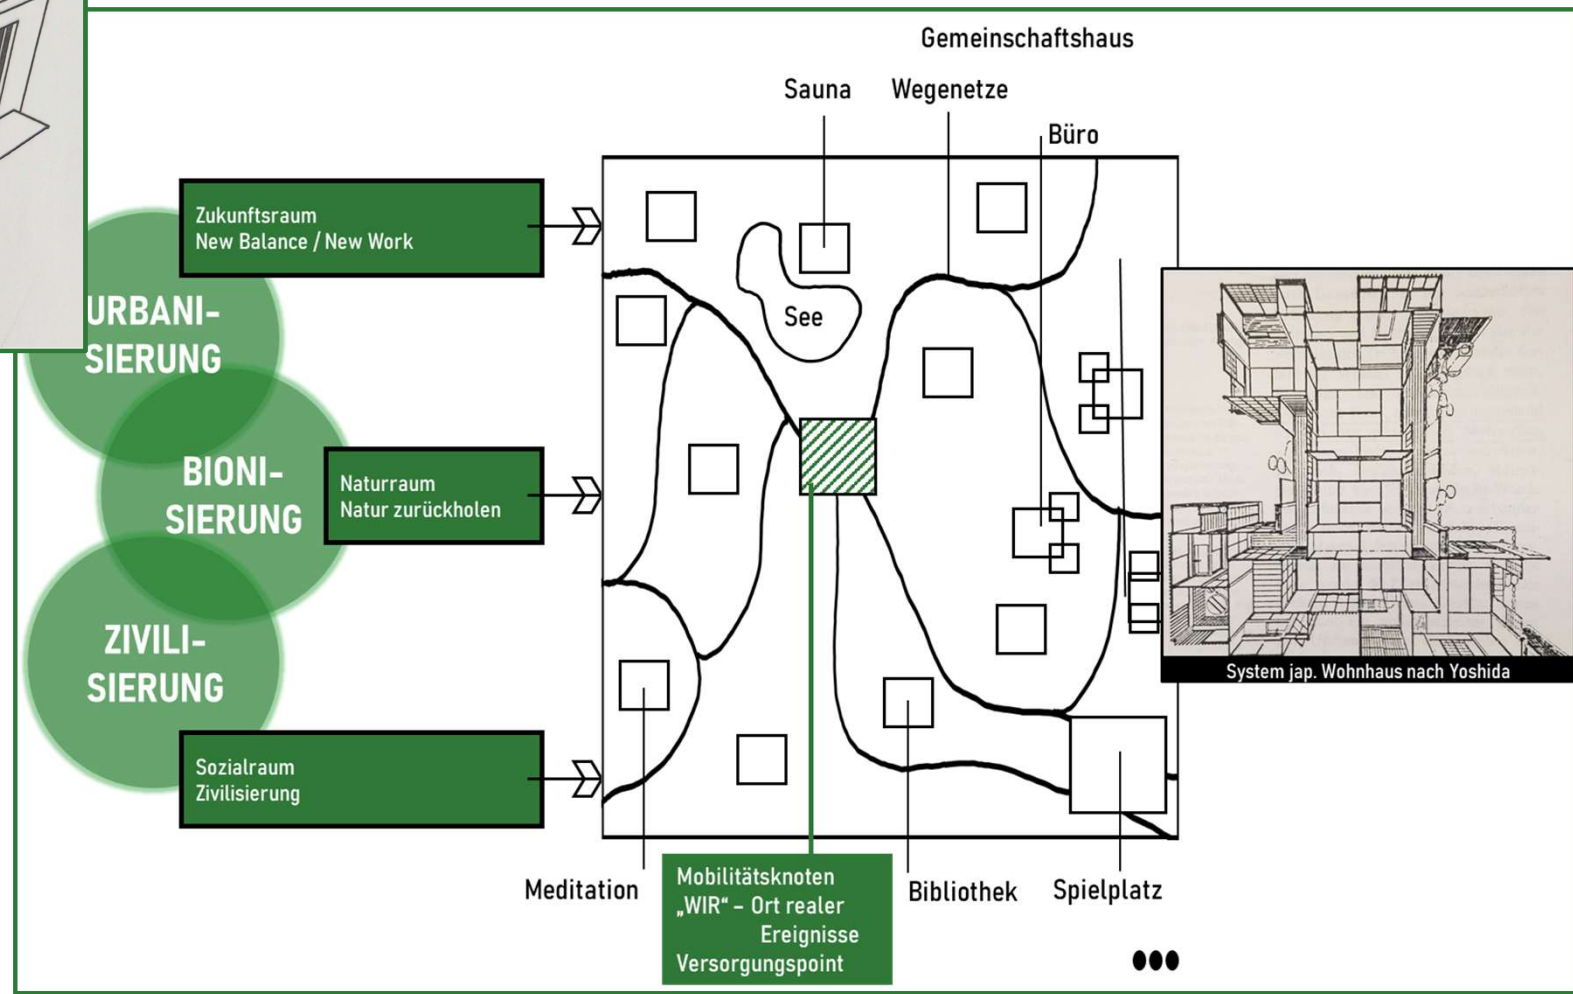 Gemeinschaftshaus
Sauna
Wegenetze
Büro
Zukunftsraum
New Balance / New Work
URBANI-
SIERUNG
See
BIONI-
SIERUNG
Naturraum
Natur zurückholen
ZIVILI-
SIERUNG
System jap. Wohnhaus nach Yoshida
Sozialraum
Zivilisierung
Meditation
Mobilitätsknoten
„WIR“ – Ort realer
Ereignisse
Versorgungspoint
Bibliothek
Spielplatz